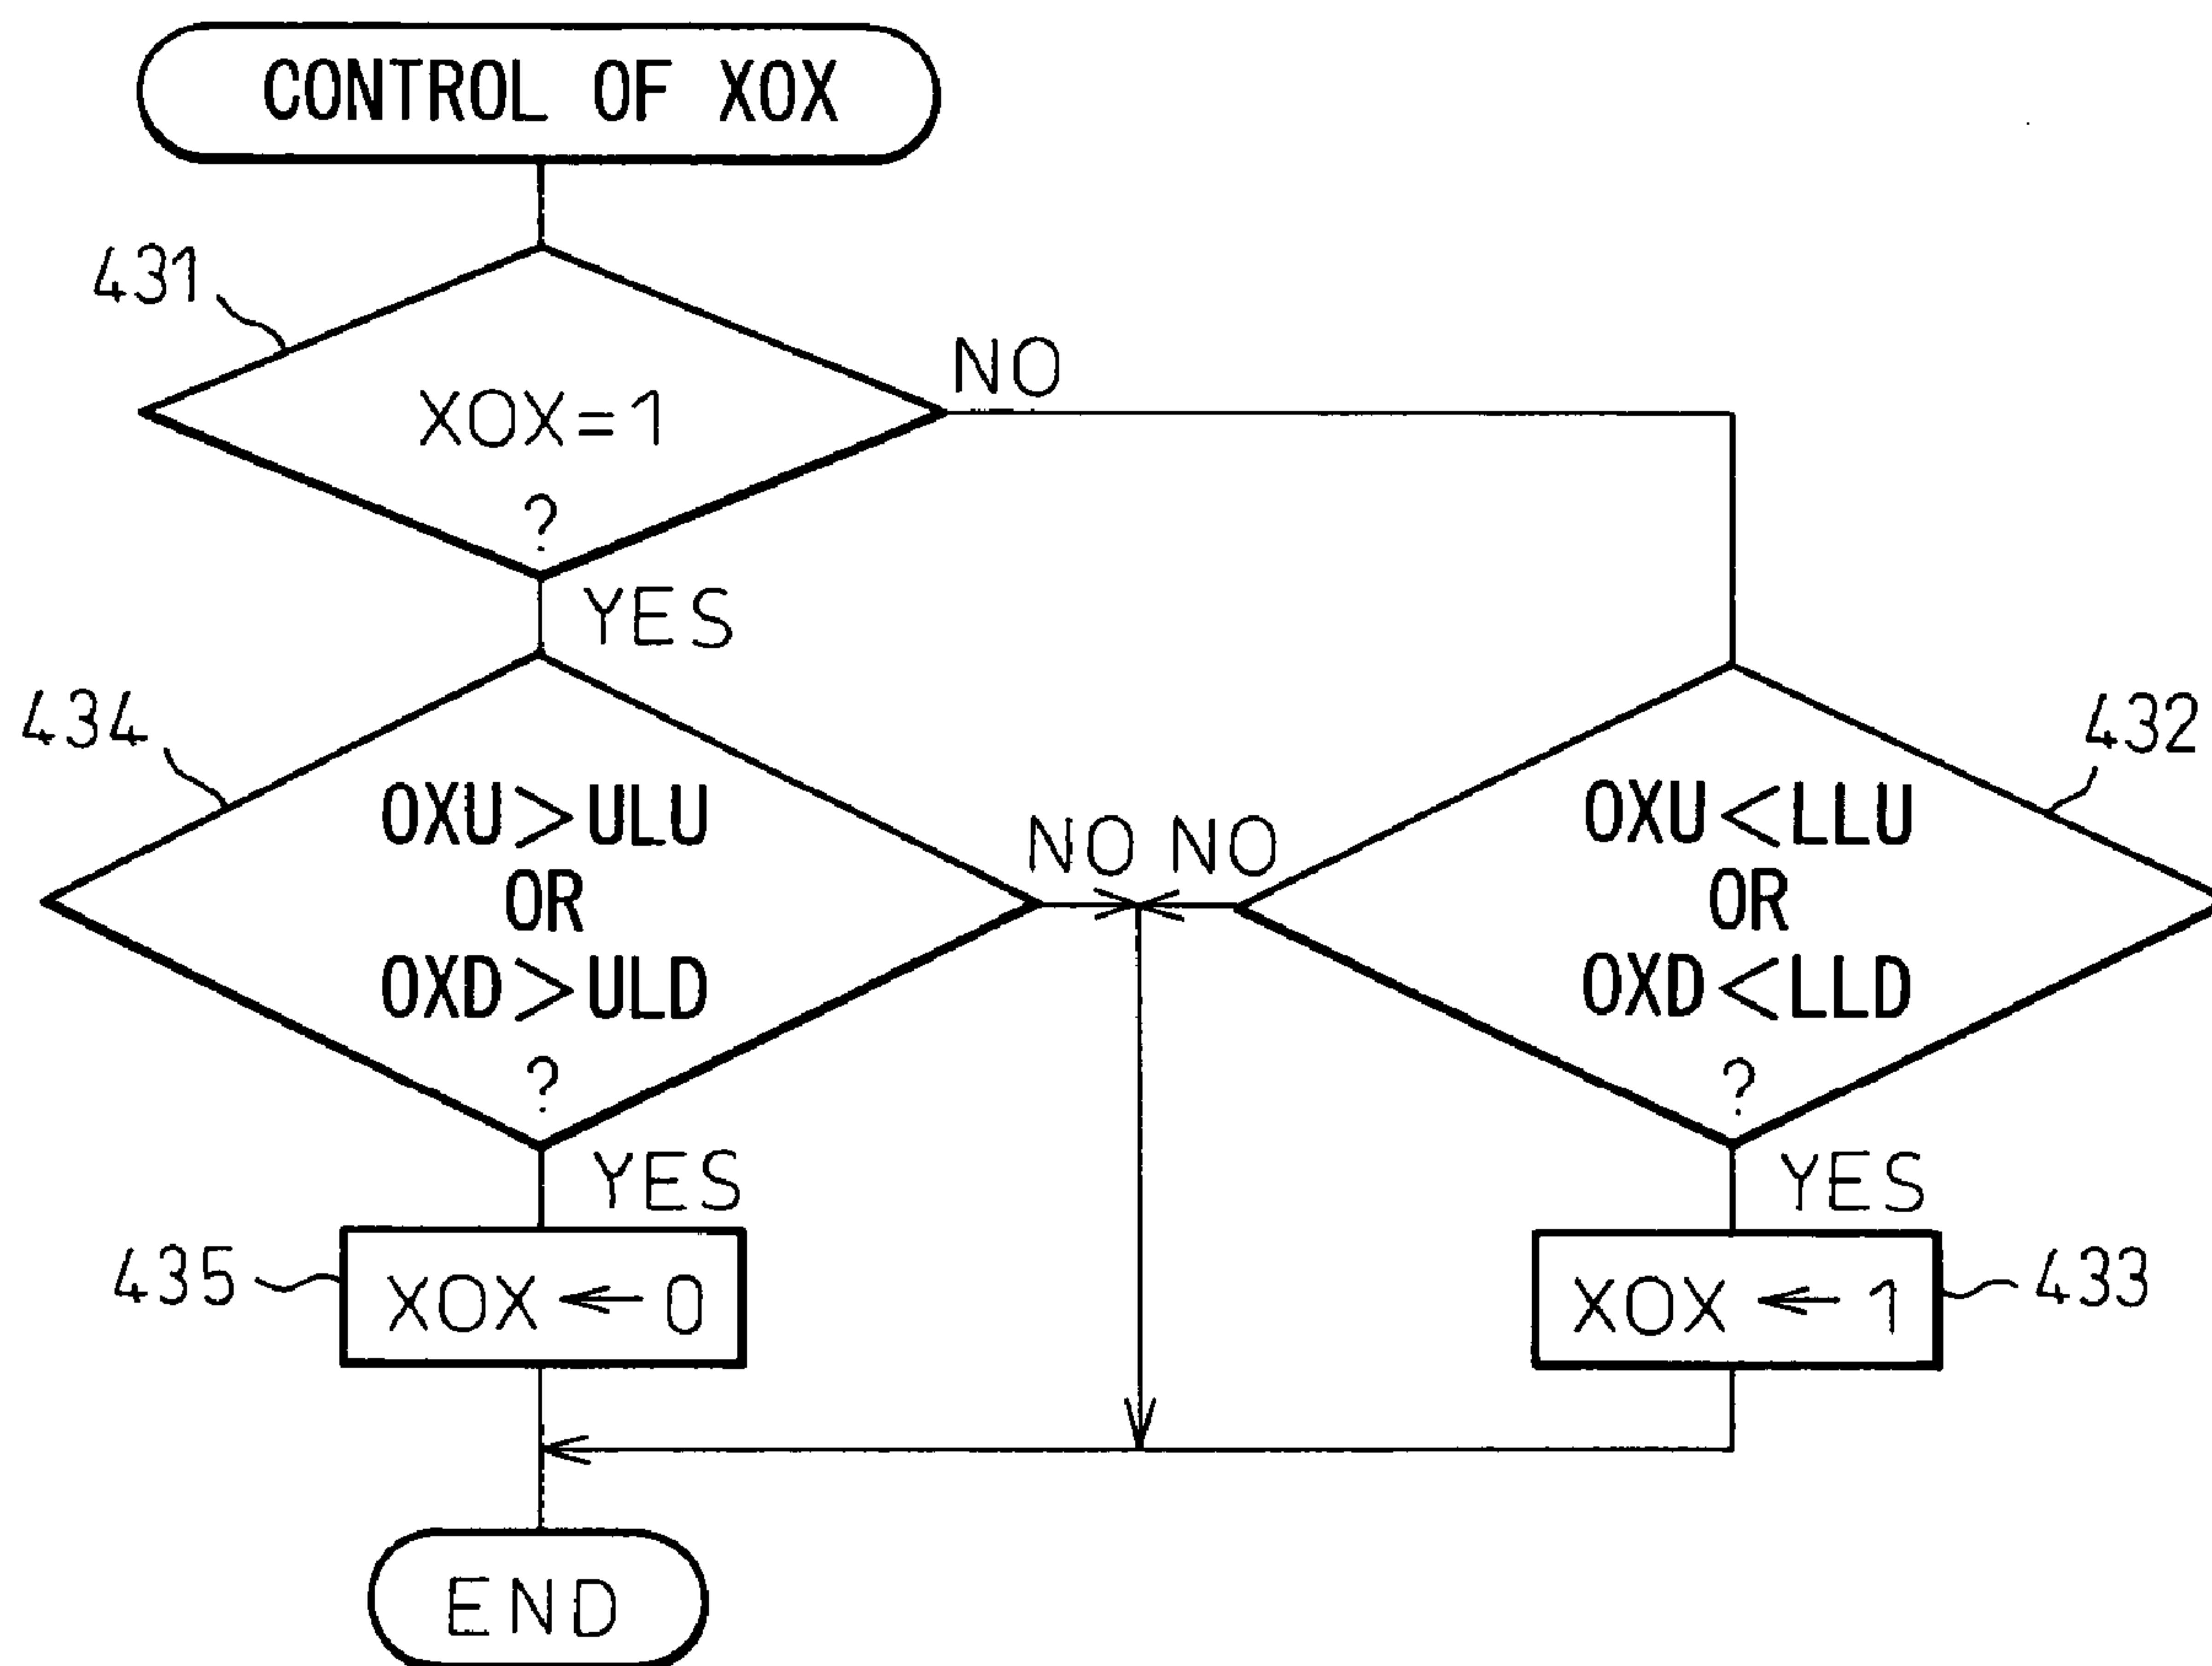 CONTROL OF XOX
431
XOX=1
?
NO
YES
434
OXU>ULU
OR
OXD>ULD
?
NO
NO
432
OXU<LLU
OR
OXD<LLD
?
YES
YES
435
XOX←0
XOX←1
433
END